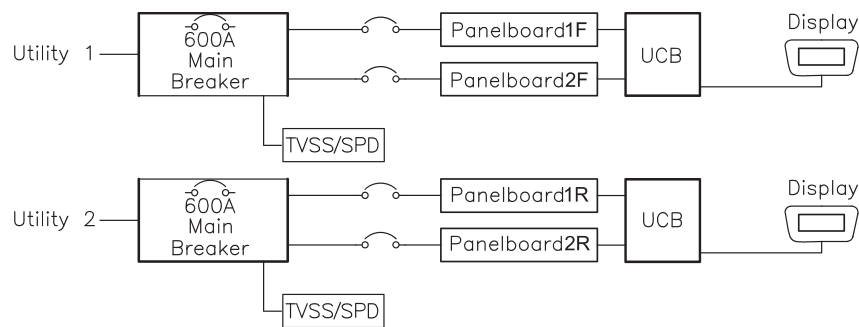 Display
600A
Panelboard1F
Utility 1
Main
UCB
Breaker
Panelboard2F
TVSS/SPD
Display
600A
Panelboard1R
Utility 2
Main
UCB
Breaker
Panelboard2R
TVSS/SPD